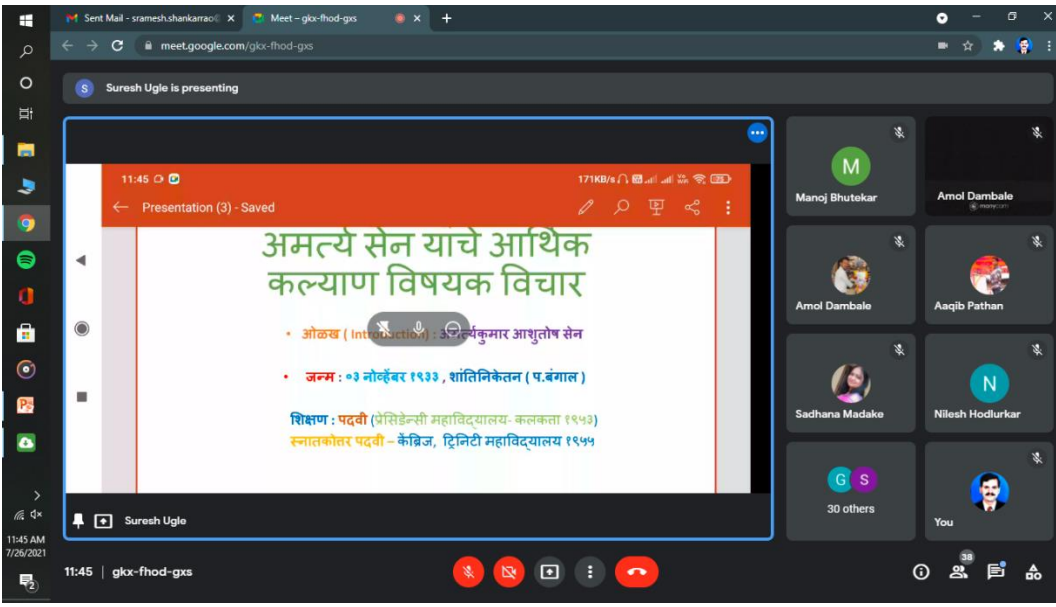 Sent Mail - sramesh.shankarrao
Meet – gkx-fhod-gxs
meet.google.com/gkx-fhod-gxs
S Suresh Ugle is presenting
11:45
171KB/s
Presentation (3) - Saved
अमर्त्य सेन यांचे आर्थिक
कल्याण विषयक विचार
• ओळख ( Introduction) : अमर्त्यकुमार आशुतोष सेन
• जन्म : ०३ नोव्हेंबर १९३३ , शांतिनिकेतन ( प.बंगाल )
शिक्षण : पदवी (प्रेसिडेन्सी महाविद्यालय- कलकत्ता १९५३)
स्नातकोत्तर पदवी – केंब्रिज, ट्रिनिटी महाविद्यालय १९५५
Suresh Ugle
M
Manoj Bhutekar
Amol Dambale
manycam
Amol Dambale
Aaqib Pathan
Sadhana Madake
N
Nilesh Hodlurkar
G S
30 others
You
11:45 AM
7/26/2021
2
11:45 | gkx-fhod-gxs
38